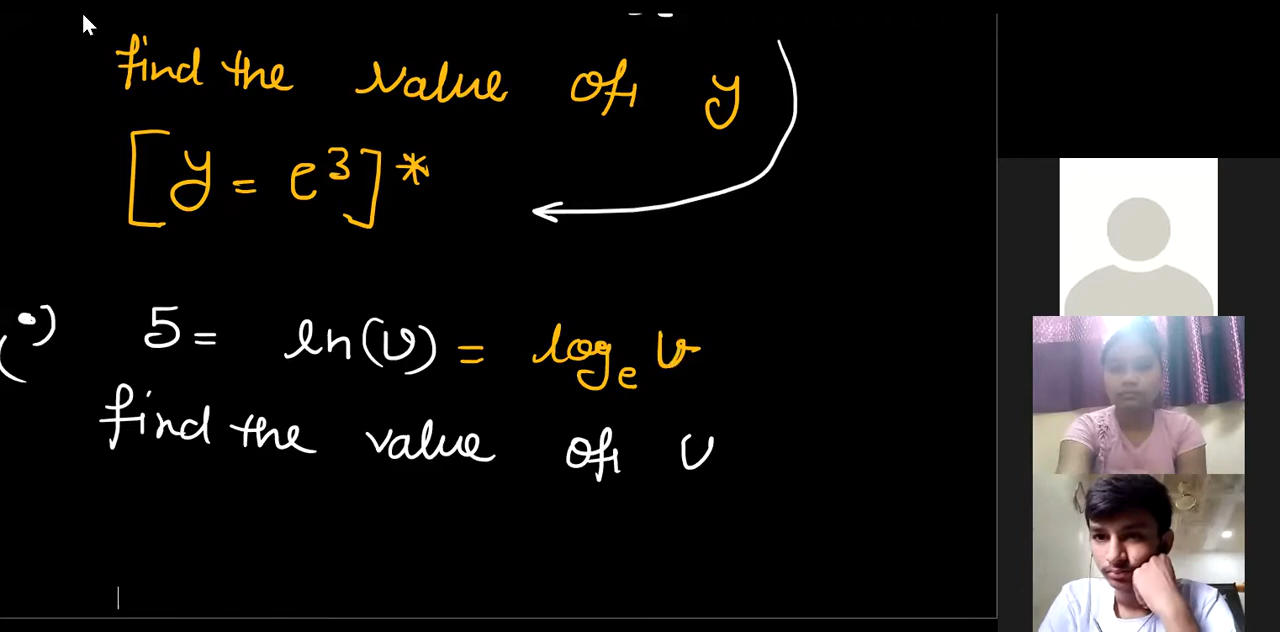 find the value of y
[y = e³]*
5 = ln(v) = logₑ v
find the value of v